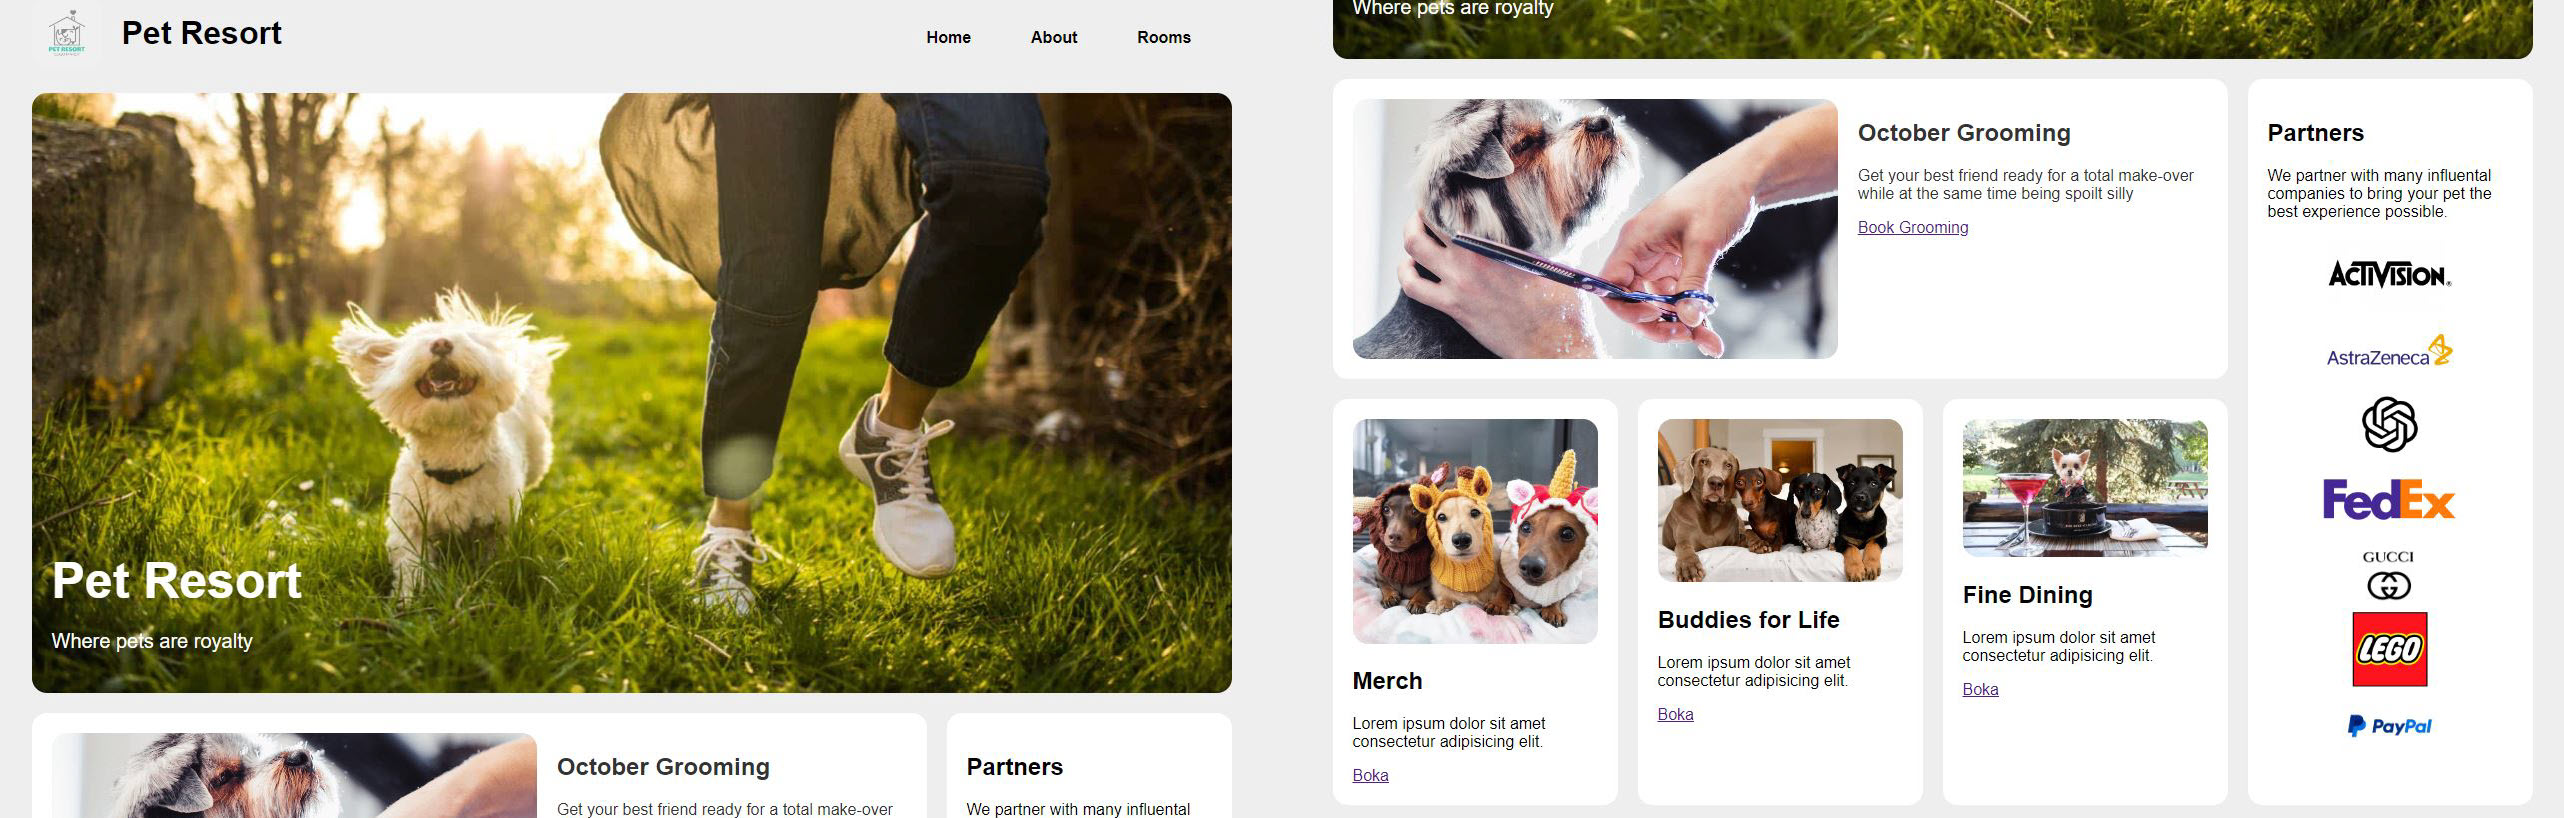 PET RESORT
Pet Resort
Home
About
Rooms
Pet Resort
Where pets are royalty
October Grooming
Get your best friend ready for a total make-over
Partners
We partner with many influental
Where pets are royalty
October Grooming
Get your best friend ready for a total make-over
while at the same time being spoilt silly
Book Grooming
Partners
We partner with many influental
companies to bring your pet the
best experience possible.
ACTIVISION®
AstraZeneca
FedEx
GUCCI
LEGO
PayPal
Merch
Lorem ipsum dolor sit amet
consectetur adipisicing elit.
Boka
Buddies for Life
Lorem ipsum dolor sit amet
consectetur adipisicing elit.
Boka
Fine Dining
Lorem ipsum dolor sit amet
consectetur adipisicing elit.
Boka